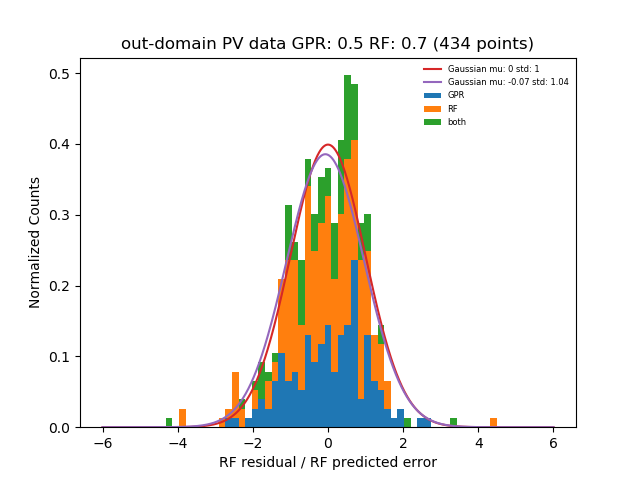 out-domain PV data GPR: 0.5 RF: 0.7 (434 points)
Gaussian mu: 0 std: 1
Gaussian mu: -0.07 std: 1.04
GPR
RF
both
Normalized Counts
0.5
0.4
0.3
0.2
0.1
0.0
−6 −4 −2 0 2 4 6
RF residual / RF predicted error